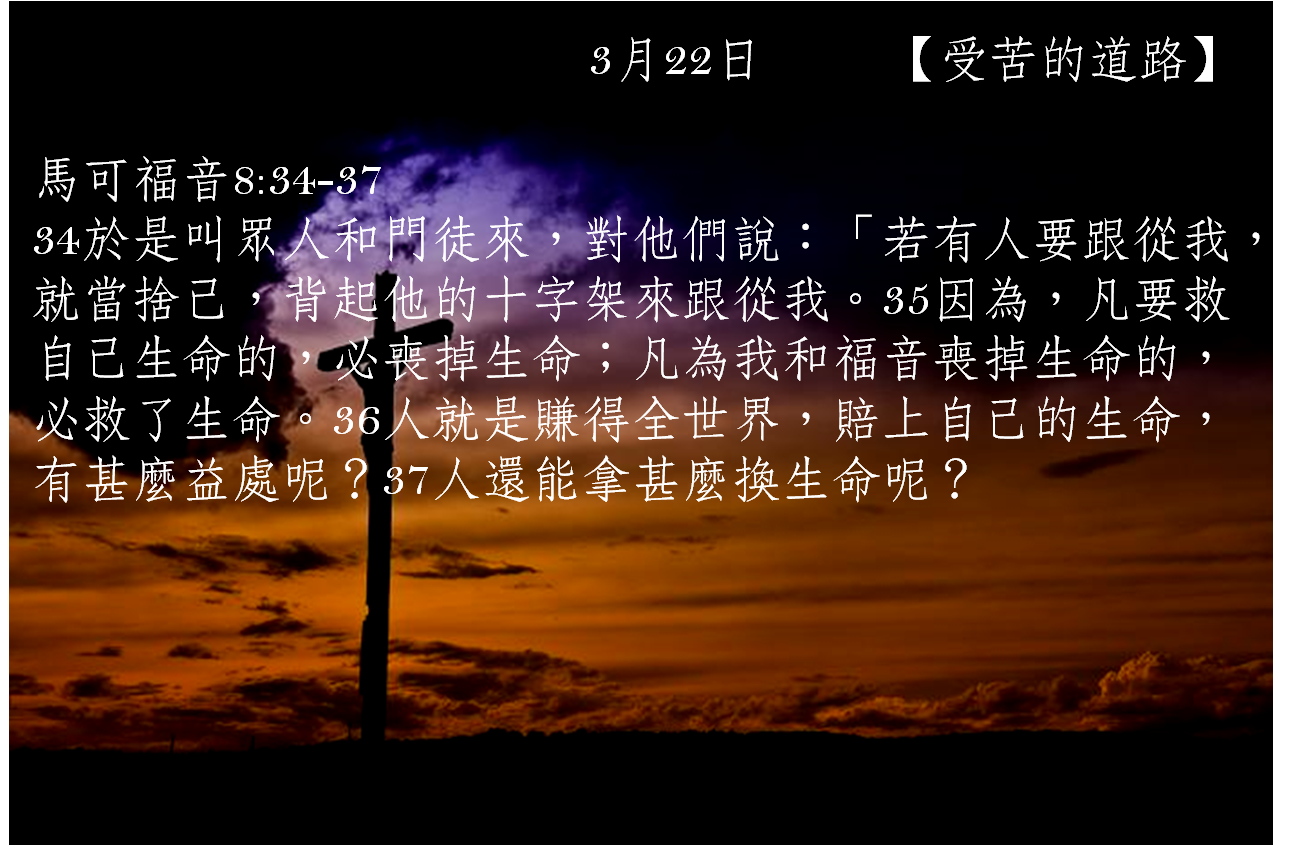 3月22日 【受苦的道路】
馬可福音8:34-37
34於是叫眾人和門徒來，對他們說：「若有人要跟從我，
就當捨己，背起他的十字架來跟從我。35因為，凡要救
自己生命的，必喪掉生命；凡為我和福音喪掉生命的，
必救了生命。36人就是賺得全世界，賠上自己的生命，
有甚麼益處呢？37人還能拿甚麼換生命呢？